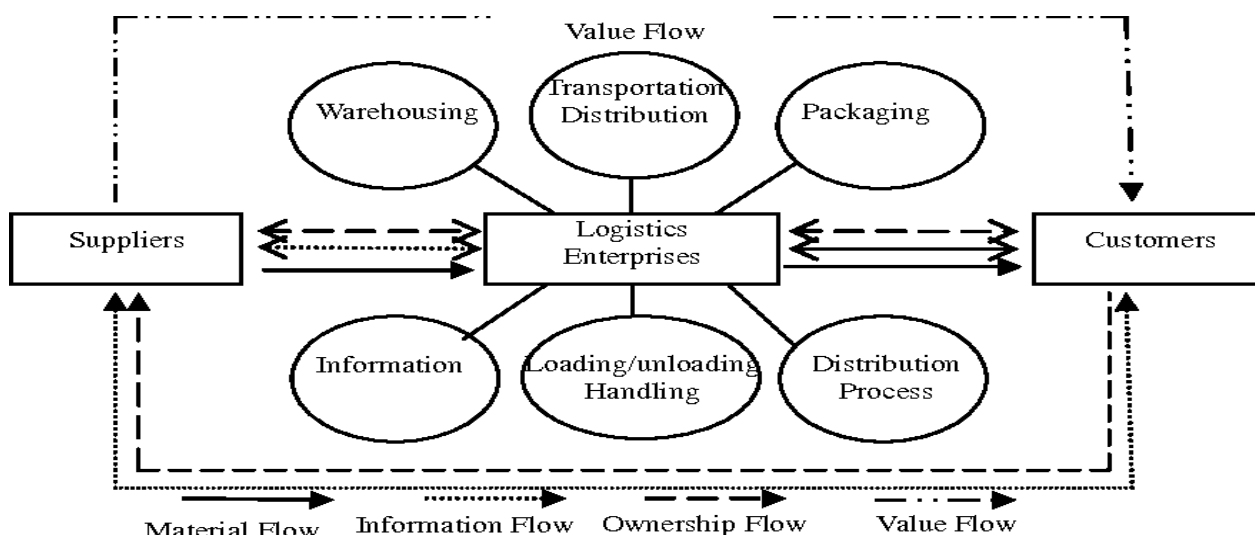 Value Flow
Warehousing
Transportation
Distribution
Packaging
Suppliers
Logistics
Enterprises
Customers
Information
Loading/unloading
Handling
Distribution
Process
Material Flow
Information Flow
Ownership Flow
Value Flow